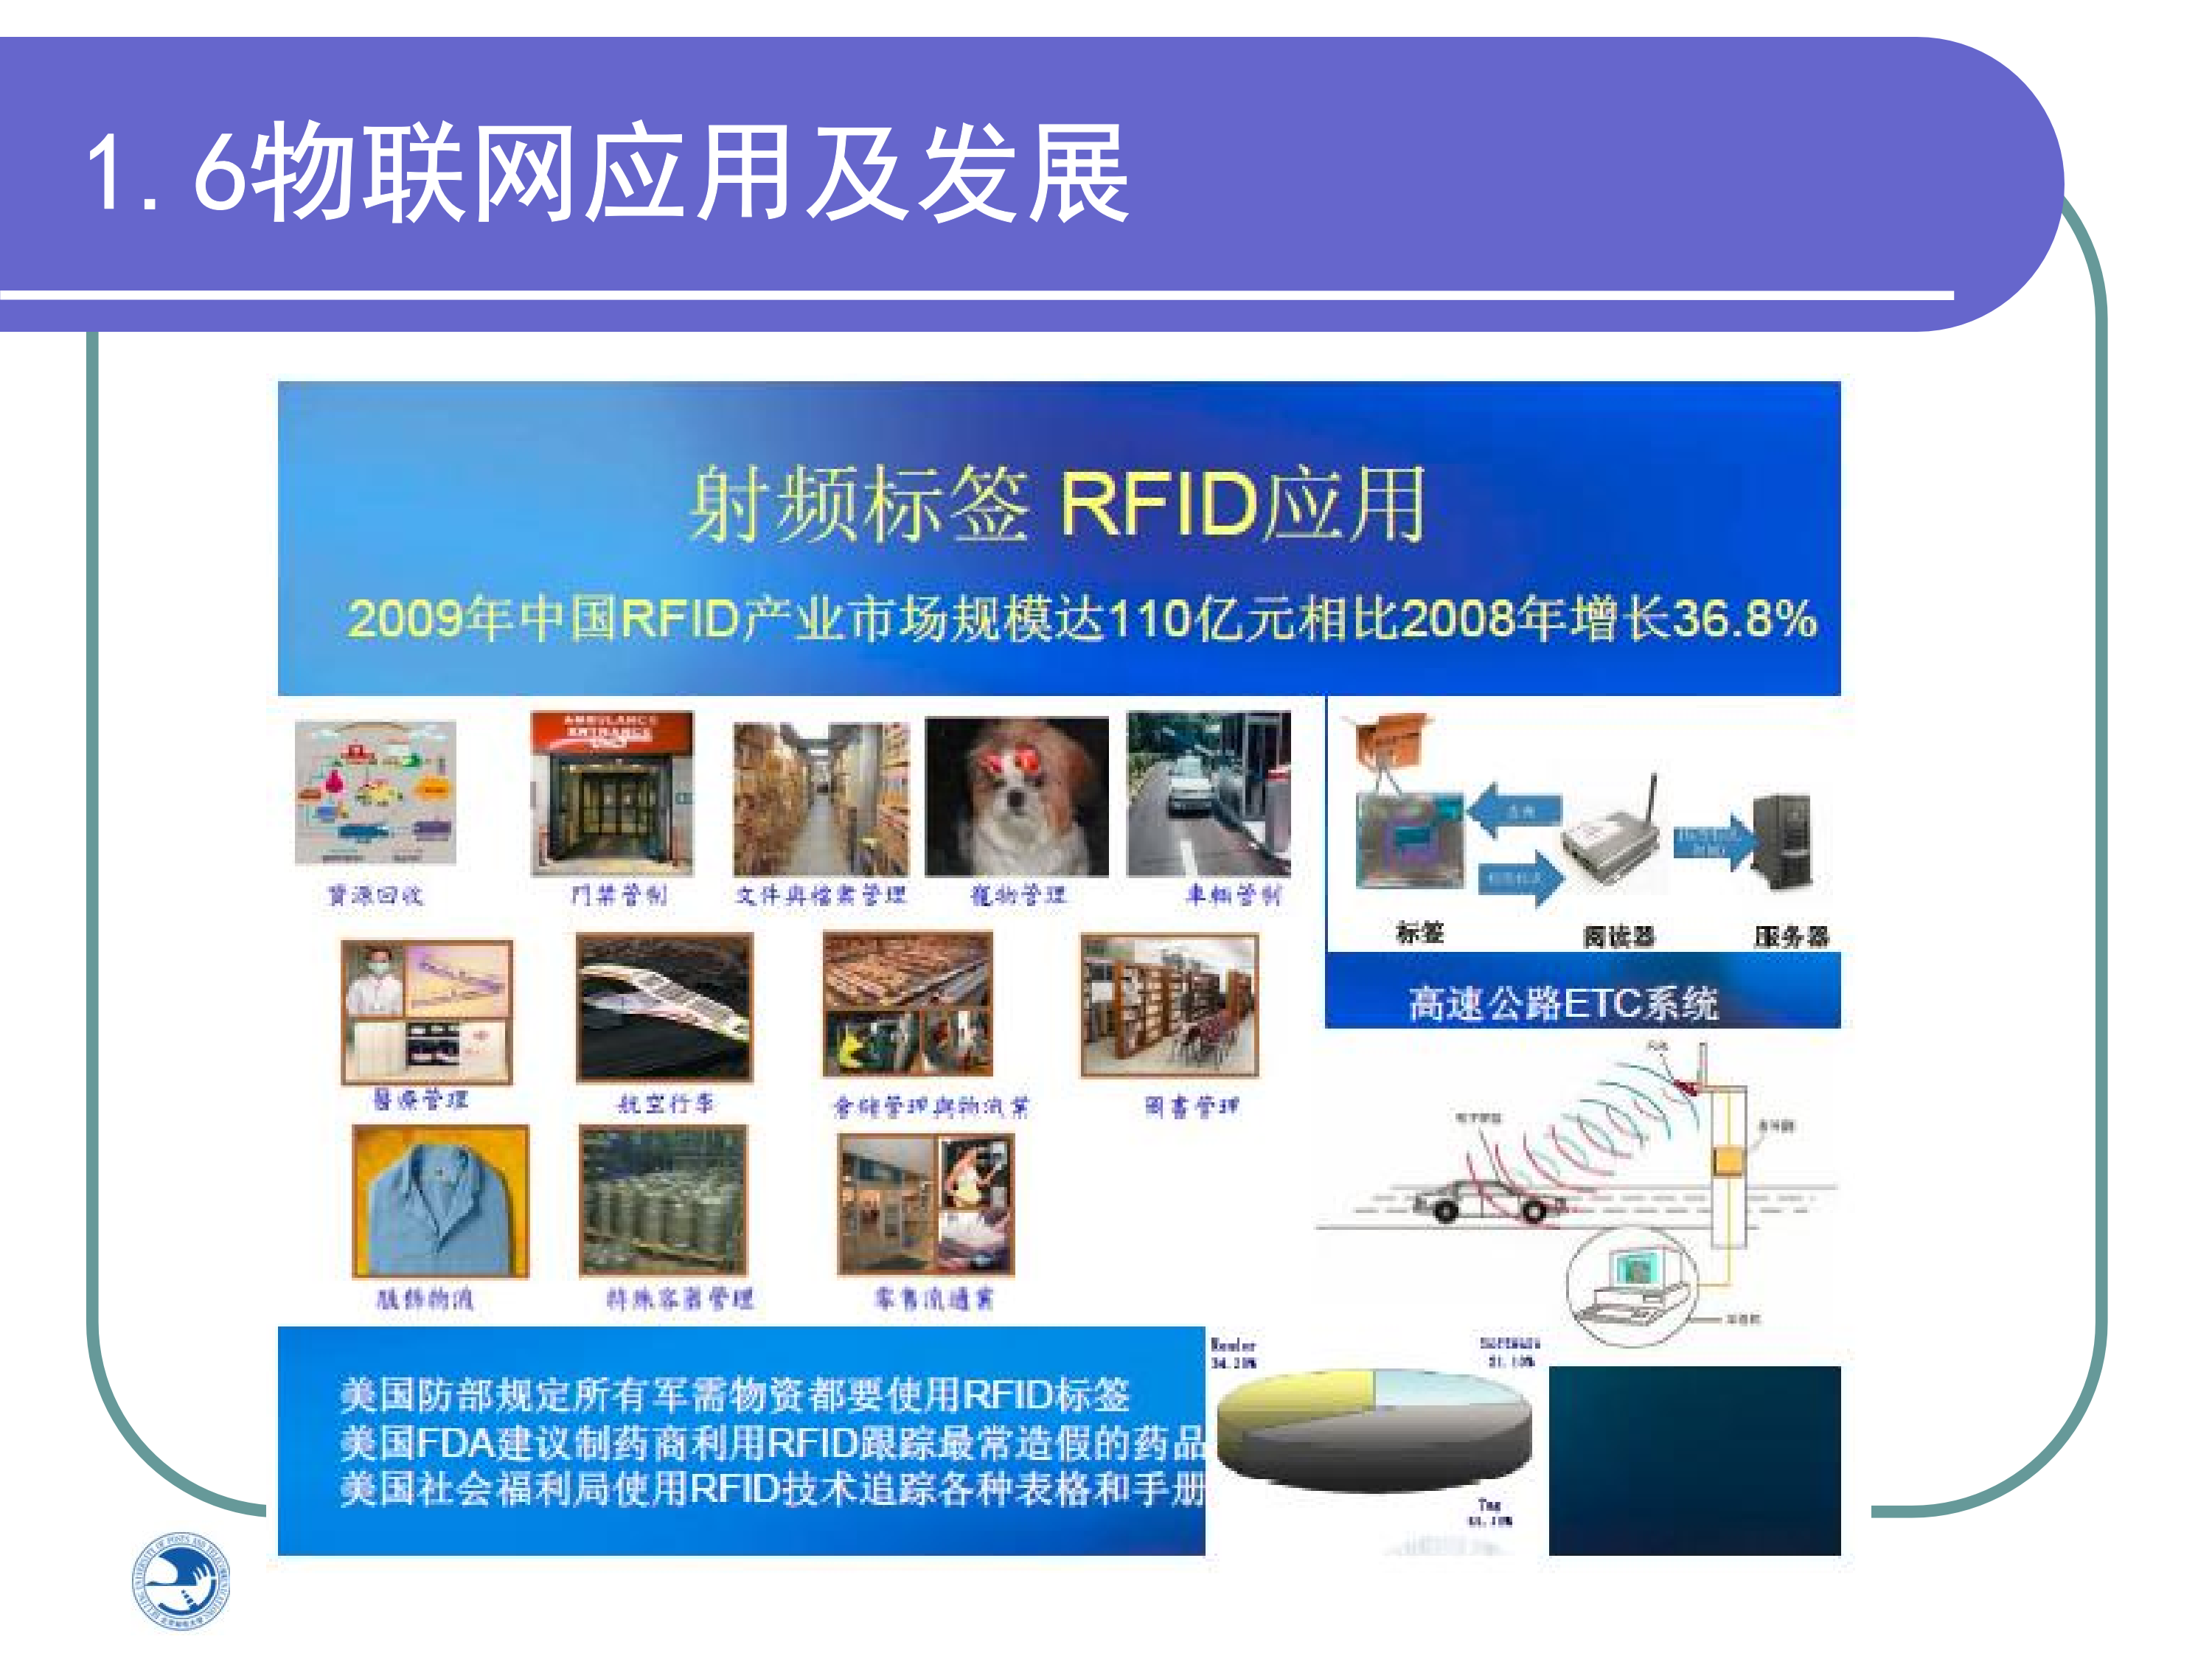 1.6物联网应用及发展
射频标签 RFID应用
2009年中国RFID产业市场规模达110亿元相比2008年增长36.8%
AMBULANCE
ENTRANCE
資源回收
門禁管制
文件與檔案管理
寵物管理
車輛管制
标签
阅读器
服务器
高速公路ETC系统
醫療管理
航空行李
倉儲管理與物流業
圖書管理
服飾物流
特殊容器管理
零售流通業
美国防部规定所有军需物资都要使用RFID标签
美国FDA建议制药商利用RFID跟踪最常造假的药品
美国社会福利局使用RFID技术追踪各种表格和手册
Reader
Software
Tag